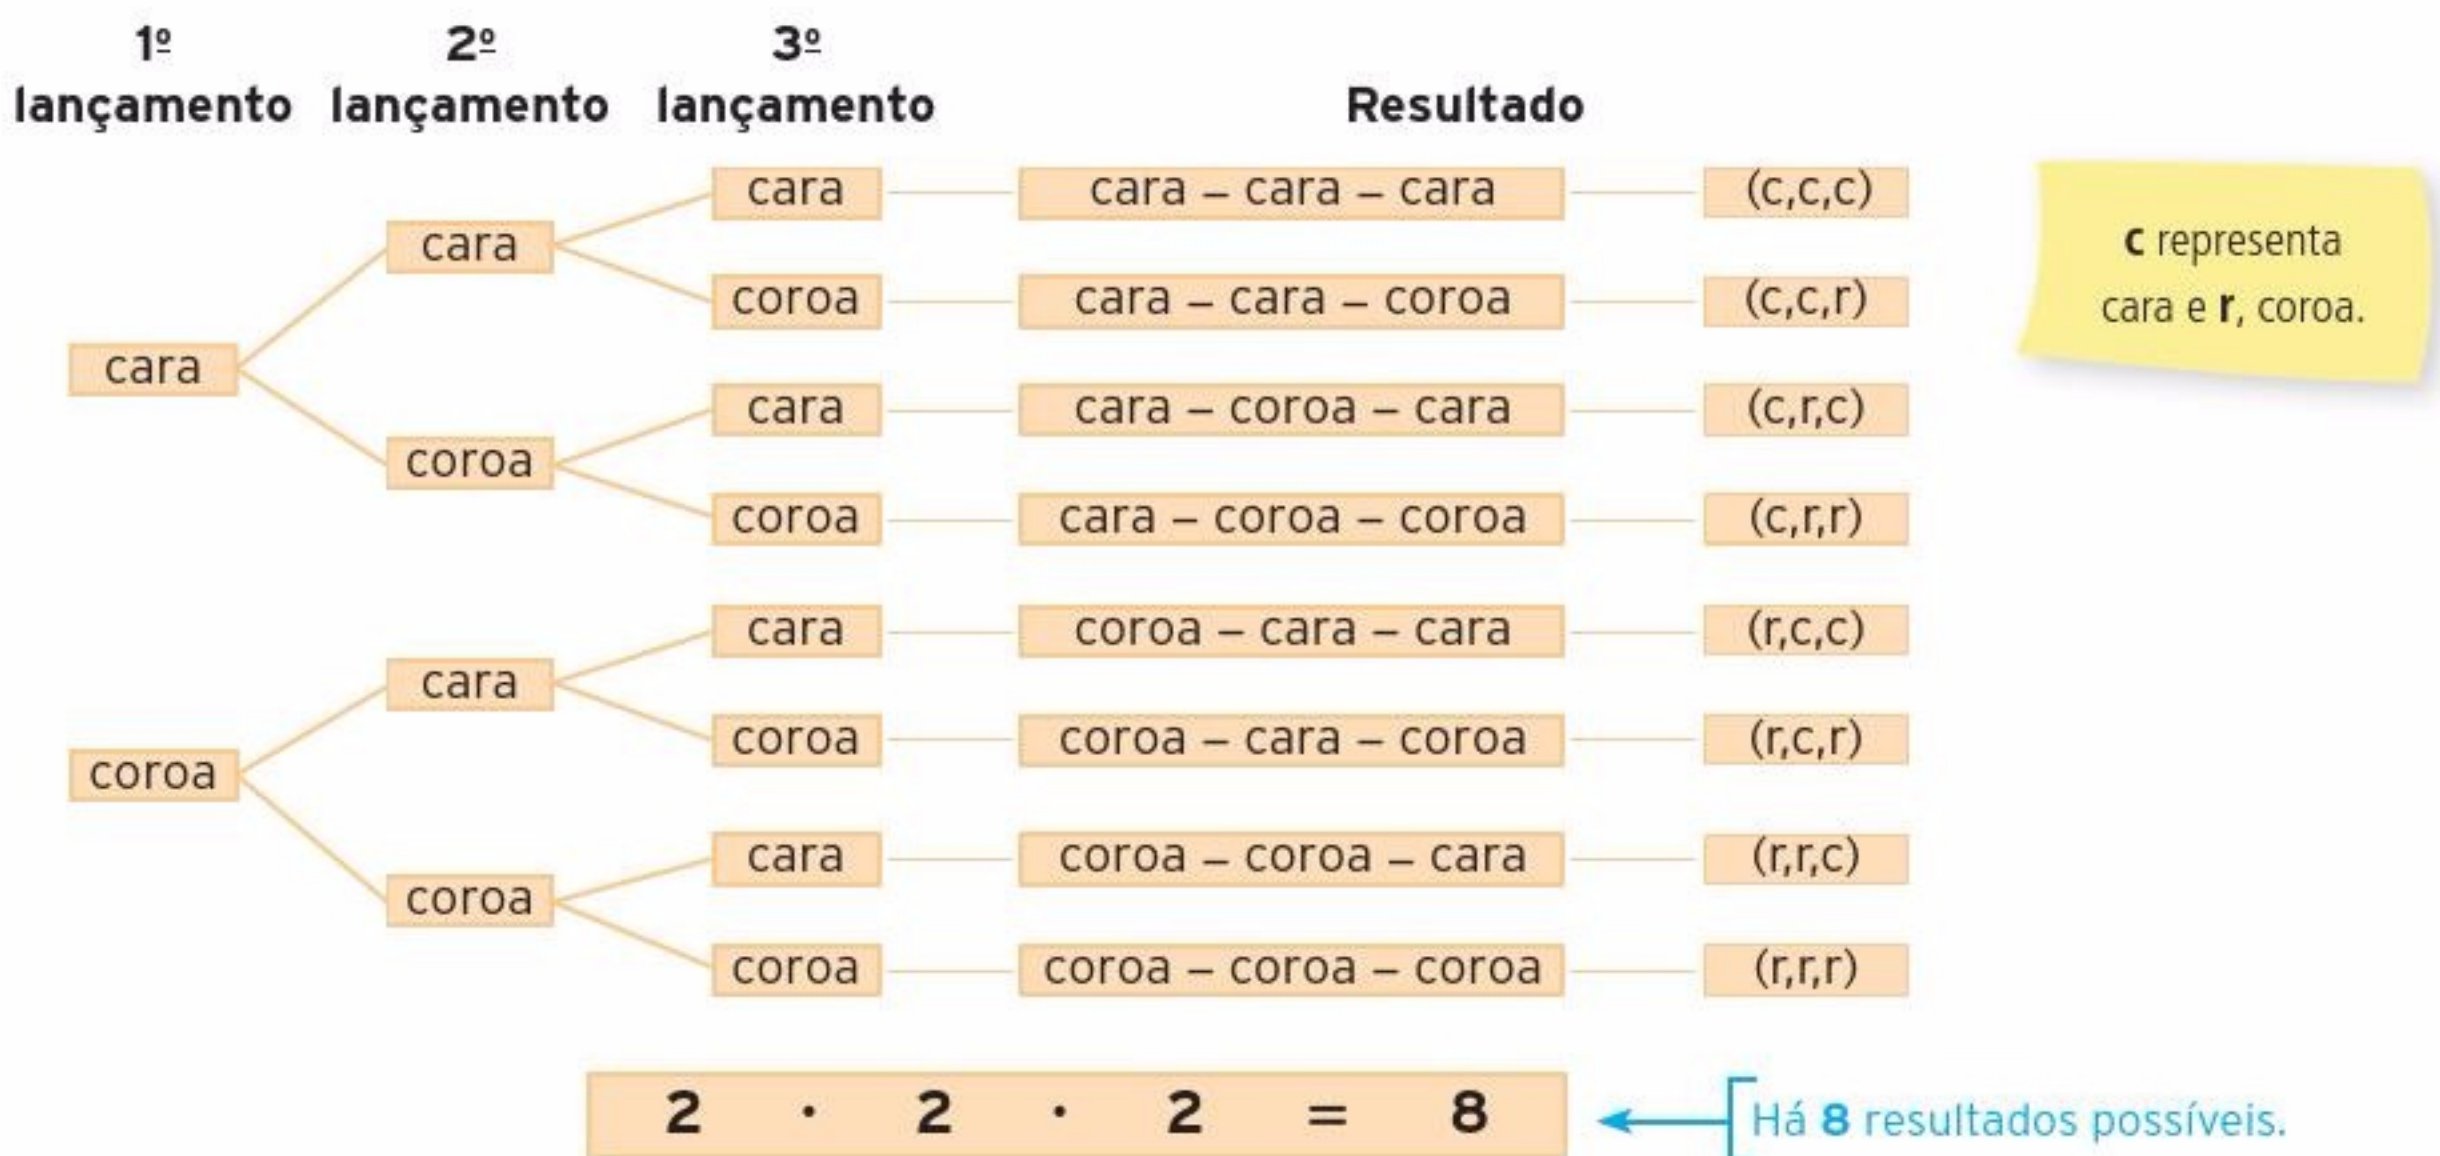 1º 2º 3º
lançamento lançamento lançamento Resultado
cara cara – cara – cara (c,c,c)
cara
coroa cara – cara – coroa (c,c,r)
cara
cara cara – coroa – cara (c,r,c)
coroa
coroa cara – coroa – coroa (c,r,r)
cara coroa – cara – cara (r,c,c)
cara
coroa coroa – cara – coroa (r,c,r)
coroa
cara coroa – coroa – cara (r,r,c)
coroa
coroa coroa – coroa – coroa (r,r,r)
c representa
cara e r, coroa.
2 · 2 · 2 = 8
Há 8 resultados possíveis.